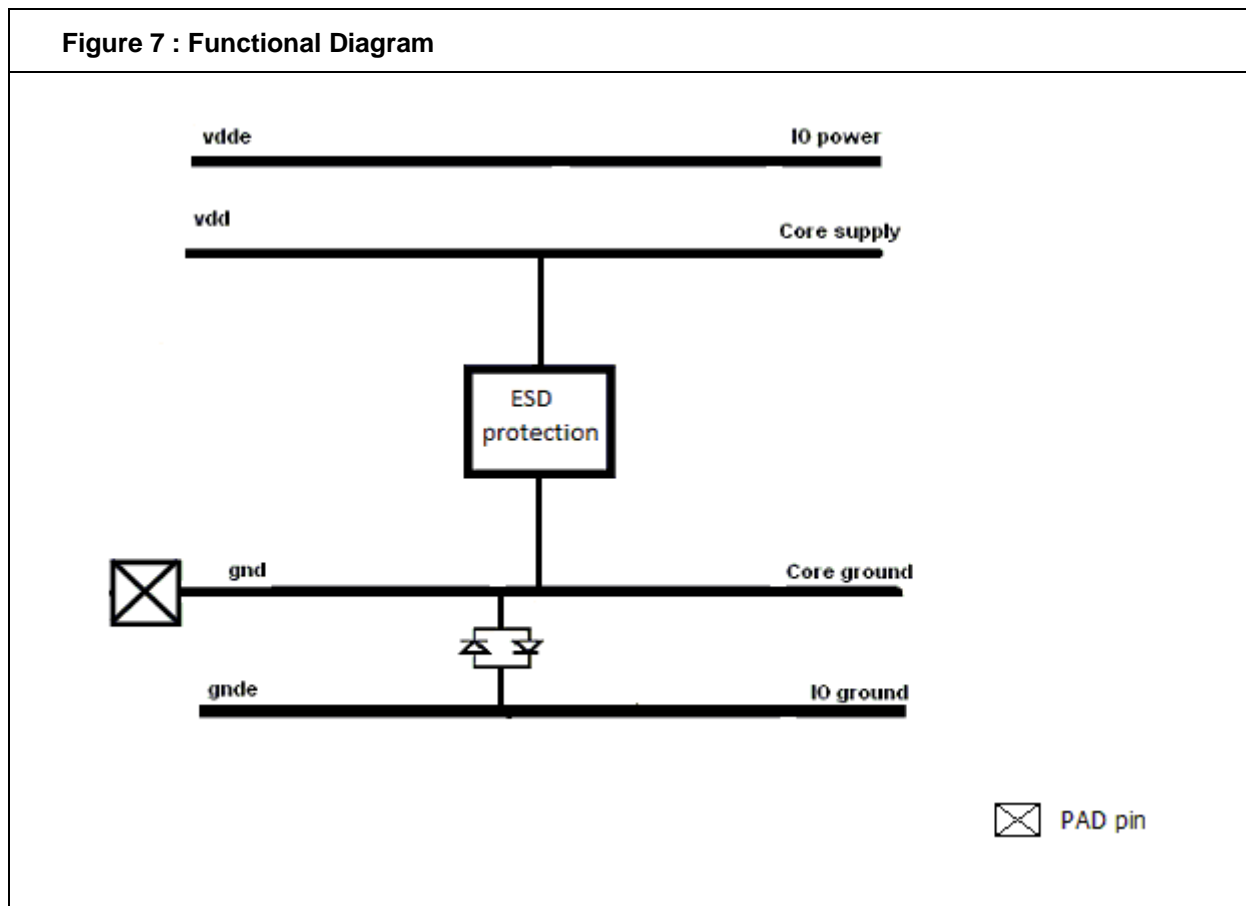 Figure 7 : Functional Diagram
vdde
IO power
vdd
Core supply
ESD
protection
gnd
Core ground
gnde
IO ground
PAD pin